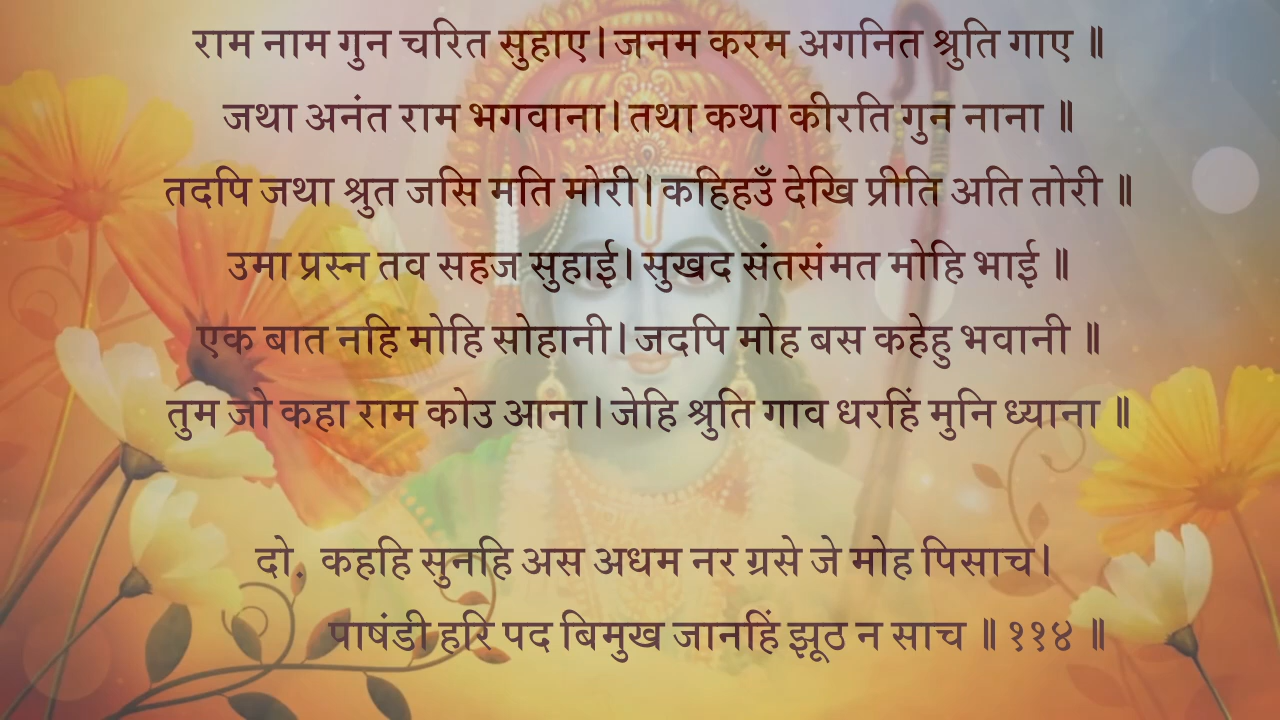 राम नाम गुन चरित सुहाए। जनम करम अगनित श्रुति गाए ॥
जथा अनंत राम भगवाना। तथा कथा कीरति गुन नाना ॥
तदपि जथा श्रुत जसि मति मोरी। कहिहउँ देखि प्रीति अति तोरी ॥
उमा प्रस्न तव सहज सुहाई। सुखद संतसंमत मोहि भाई ॥
एक बात नहि मोहि सोहानी। जदपि मोह बस कहेहु भवानी ॥
तुम जो कहा राम कोउ आना। जेहि श्रुति गाव धरहिं मुनि ध्याना ॥
दो. कहहि सुनहि अस अधम नर ग्रसे जे मोह पिसाच।
पाषंडी हरि पद बिमुख जानहिं झूठ न साच ॥ ११४ ॥